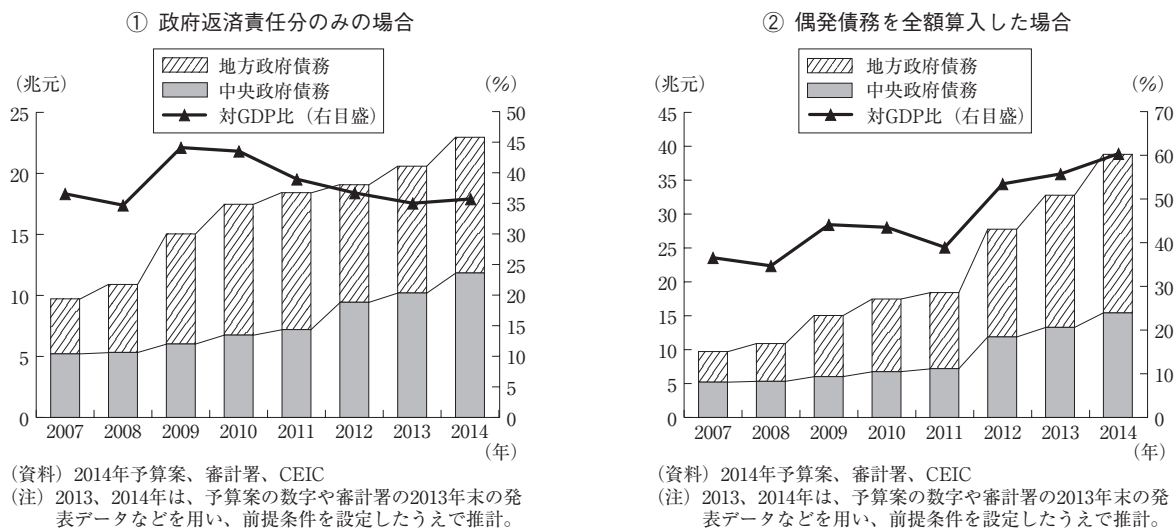 ① 政府返済責任分のみの場合
地方政府債務
中央政府債務
対GDP比（右目盛）
（兆元）
（%）
25
20
15
10
5
0
50
45
40
35
30
25
20
15
10
5
0
2007 2008 2009 2010 2011 2012 2013 2014
（年）
（資料）2014年予算案、審計署、CEIC
（注）2013、2014年は、予算案の数字や審計署の2013年末の発
表データなどを用い、前提条件を設定したうえで推計。
② 偶発債務を全額算入した場合
地方政府債務
中央政府債務
対GDP比（右目盛）
（兆元）
（%）
45
40
35
30
25
20
15
10
5
0
70
60
50
40
30
20
10
0
2007 2008 2009 2010 2011 2012 2013 2014
（年）
（資料）2014年予算案、審計署、CEIC
（注）2013、2014年は、予算案の数字や審計署の2013年末の発
表データなどを用い、前提条件を設定したうえで推計。